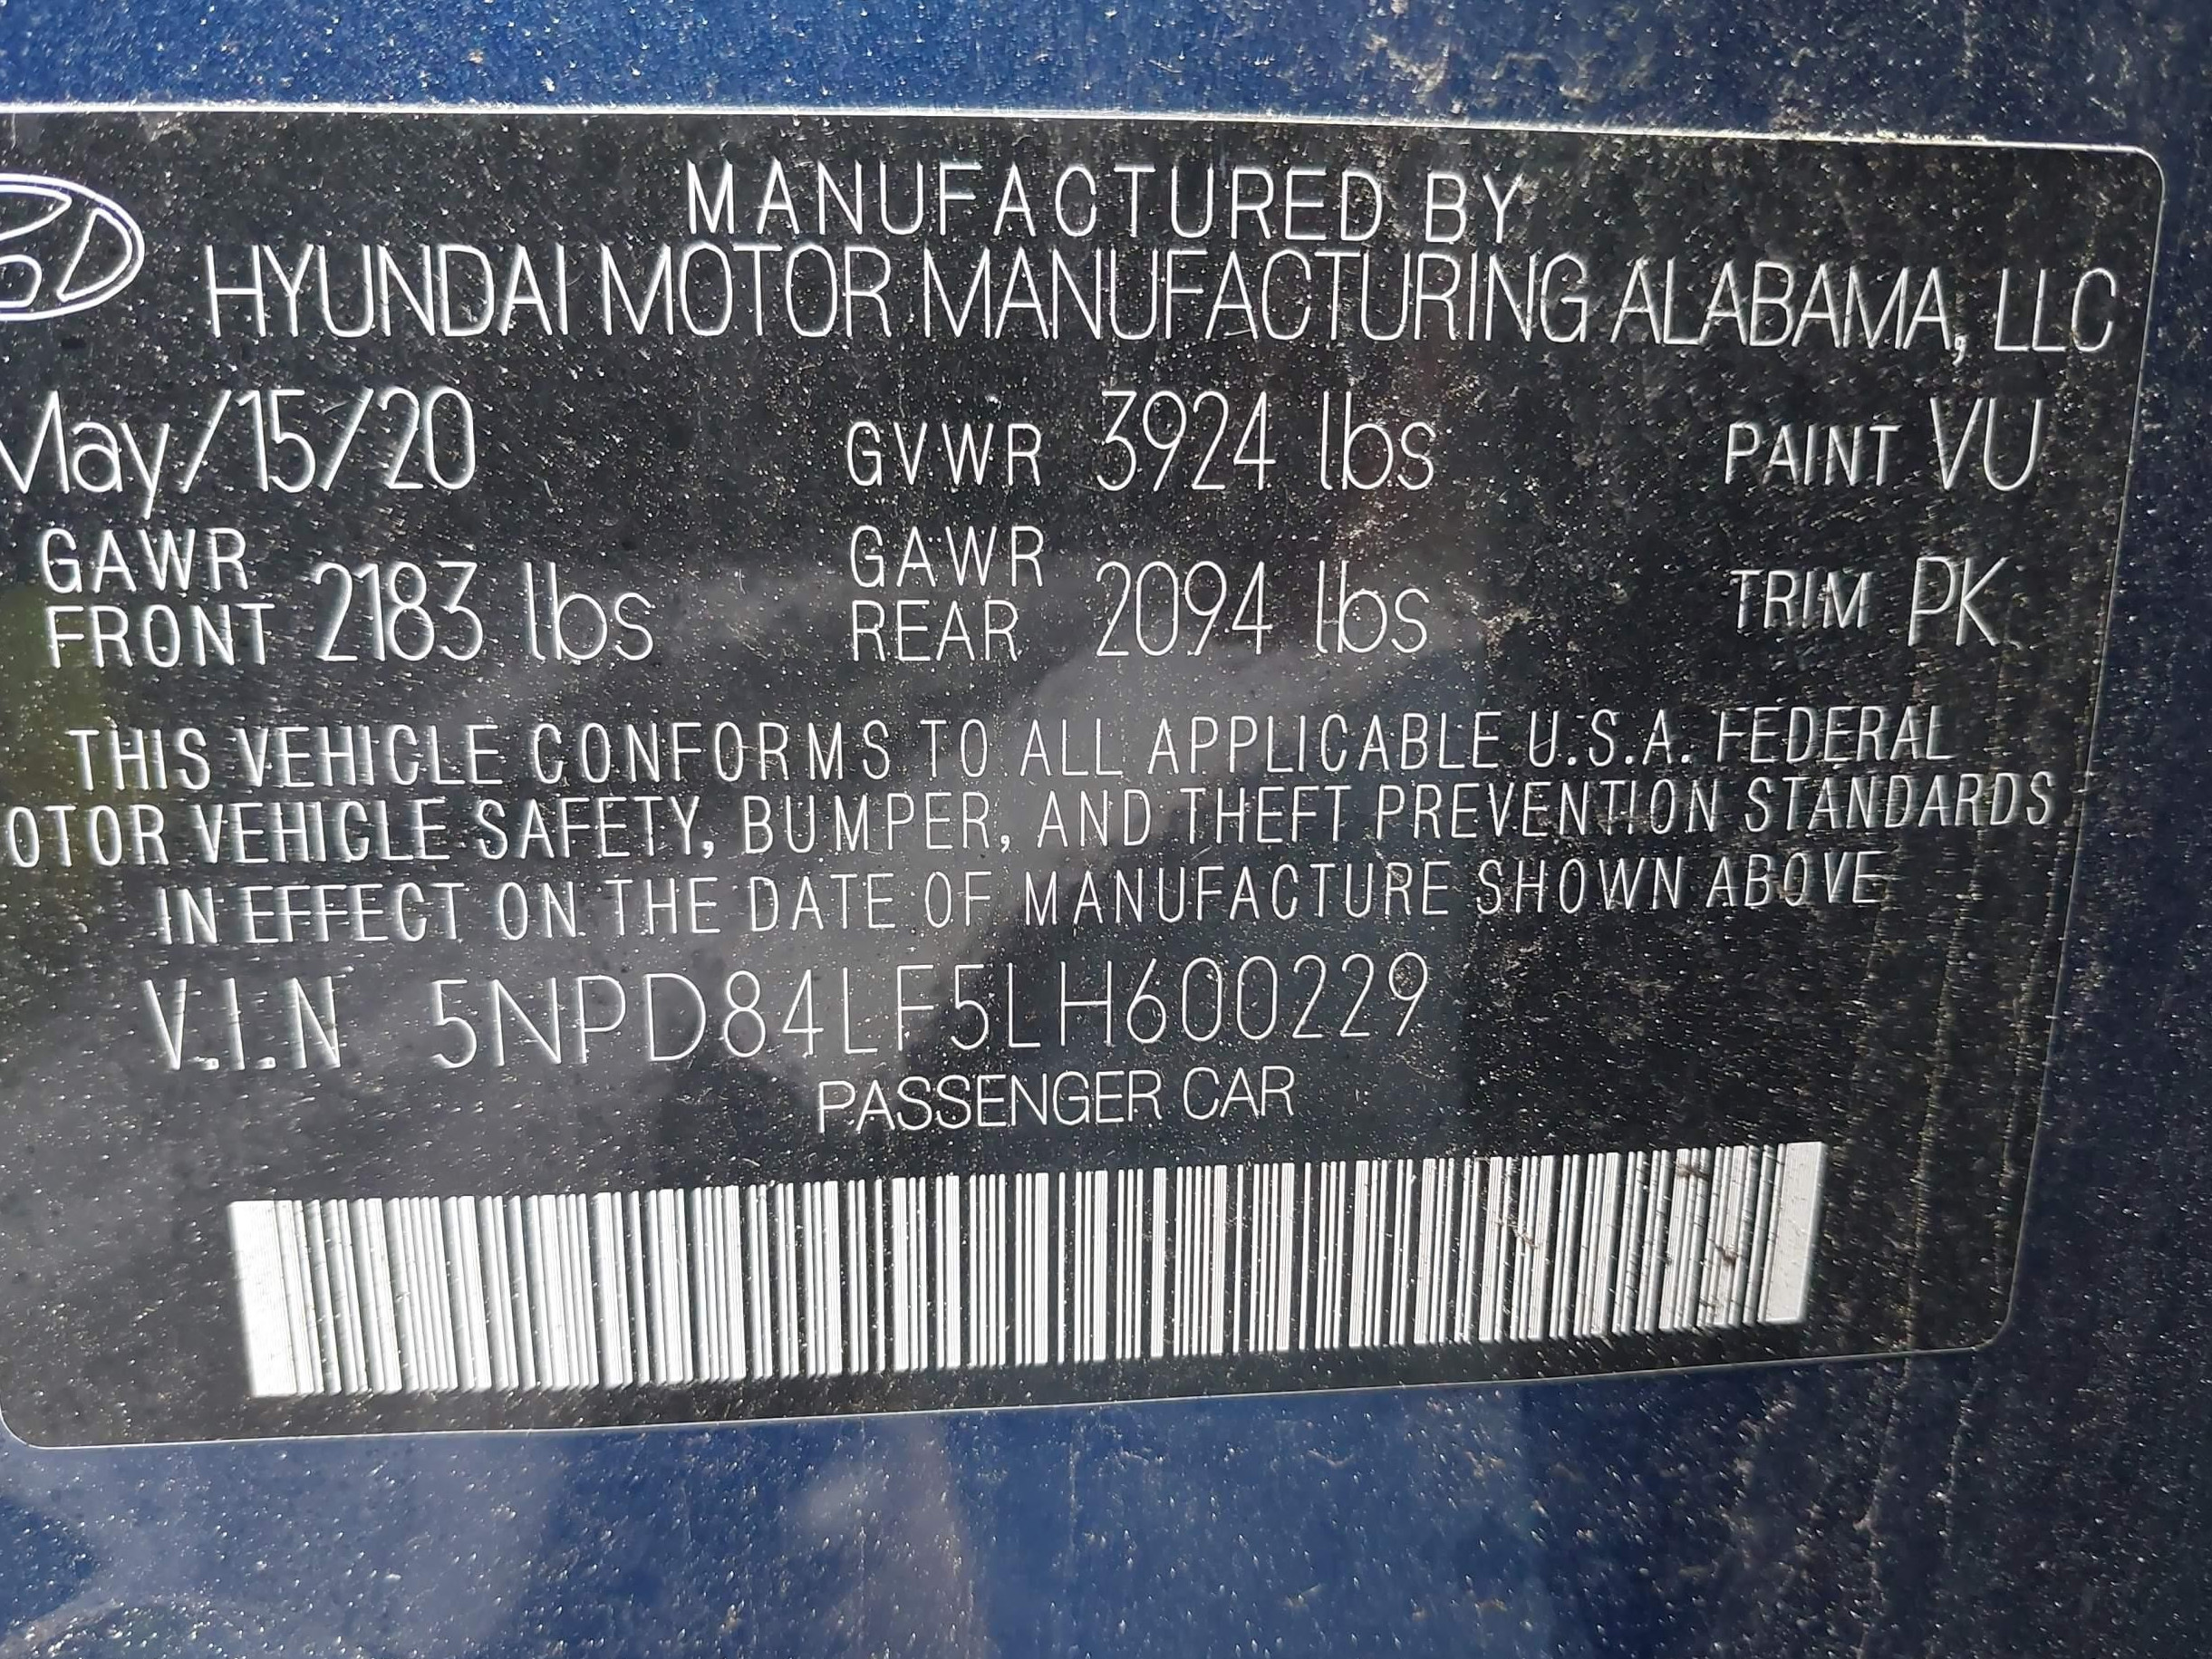 MANUFACTURED BY
HYUNDAI MOTOR MANUFACTURING ALABAMA, LLC
May/15/20 GVWR 3924 lbs PAINT VU
GAWR FRONT 2183 lbs GAWR REAR 2094 lbs TRIM PK
THIS VEHICLE CONFORMS TO ALL APPLICABLE U.S.A. FEDERAL
OTOR VEHICLE SAFETY, BUMPER, AND THEFT PREVENTION STANDARDS
IN EFFECT ON THE DATE OF MANUFACTURE SHOWN ABOVE
V.I.N 5NPD84LF5LH600229
PASSENGER CAR